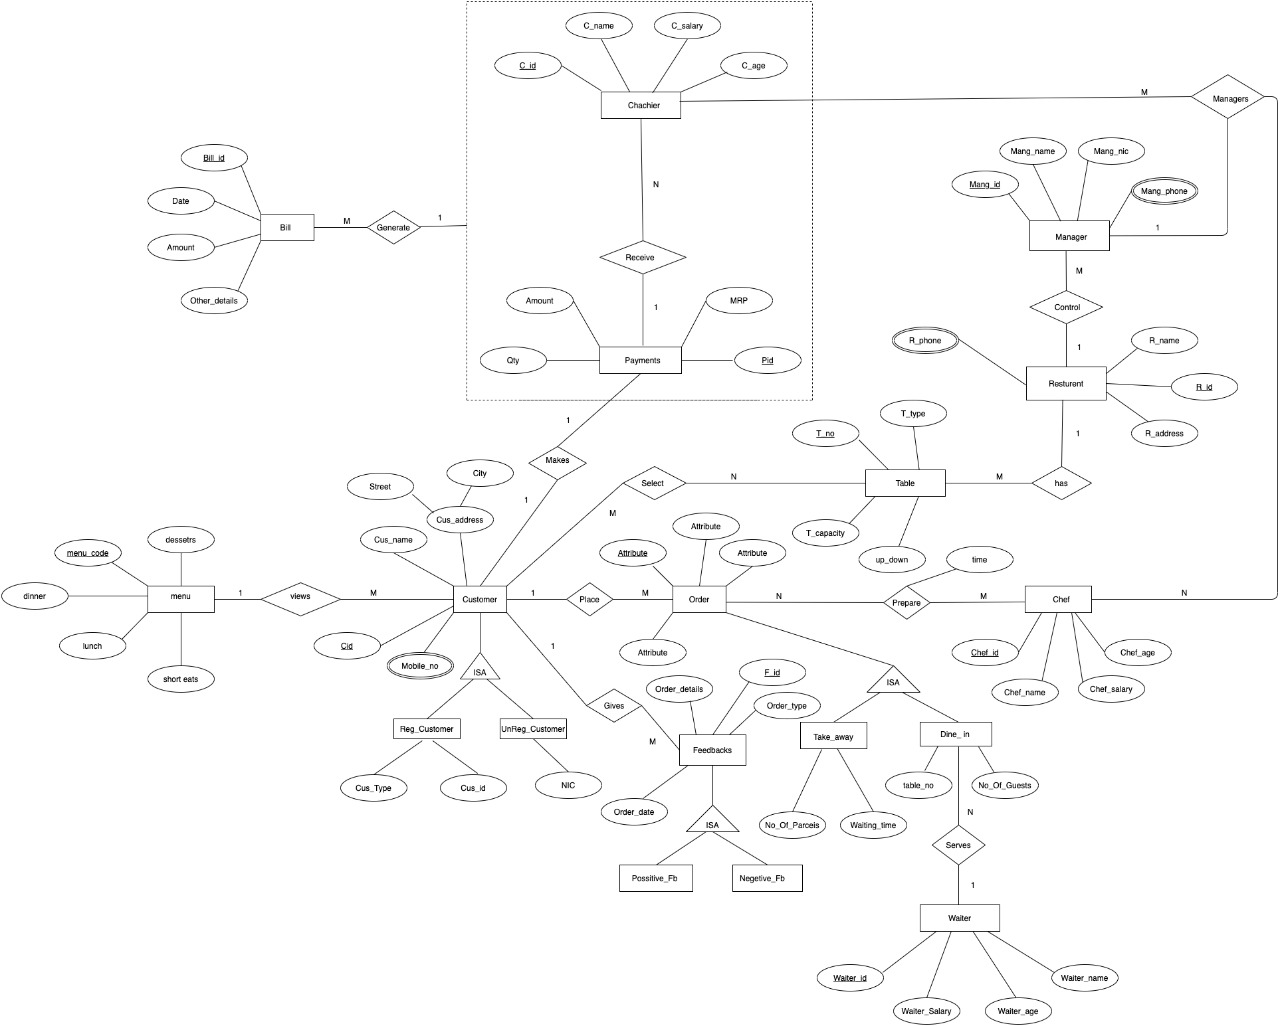 C_name
C_salary
C_id
C_age
Chachier
M
Managers
N
Receive
1
Amount
MRP
Qty
Payments
Pid
Bill_id
Date
Amount
Other_details
Bill
M
Generate
1
Mang_name
Mang_nic
Mang_id
Mang_phone
Manager
1
M
Control
1
R_phone
R_name
Resturent
R_id
R_address
1
has
M
T_type
T_no
Table
T_capacity
up_down
N
Select
M
1
Makes
1
City
Street
Cus_address
Cus_name
Customer
Cid
Mobile_no
dessetrs
menu_code
dinner
menu
lunch
short eats
1
views
M
1
Place
M
Attribute
Attribute
Attribute
Order
Attribute
N
Prepare
M
time
Chef
N
Chef_id
Chef_age
Chef_name
Chef_salary
ISA
Reg_Customer
UnReg_Customer
Cus_Type
Cus_id
NIC
1
Gives
M
F_id
Order_details
Order_type
Feedbacks
Order_date
ISA
Possitive_Fb
Negetive_Fb
ISA
Take_away
Dine_ in
No_Of_Parcels
Waiting_time
table_no
No_Of_Guests
N
Serves
1
Waiter
Waiter_id
Waiter_name
Waiter_Salary
Waiter_age